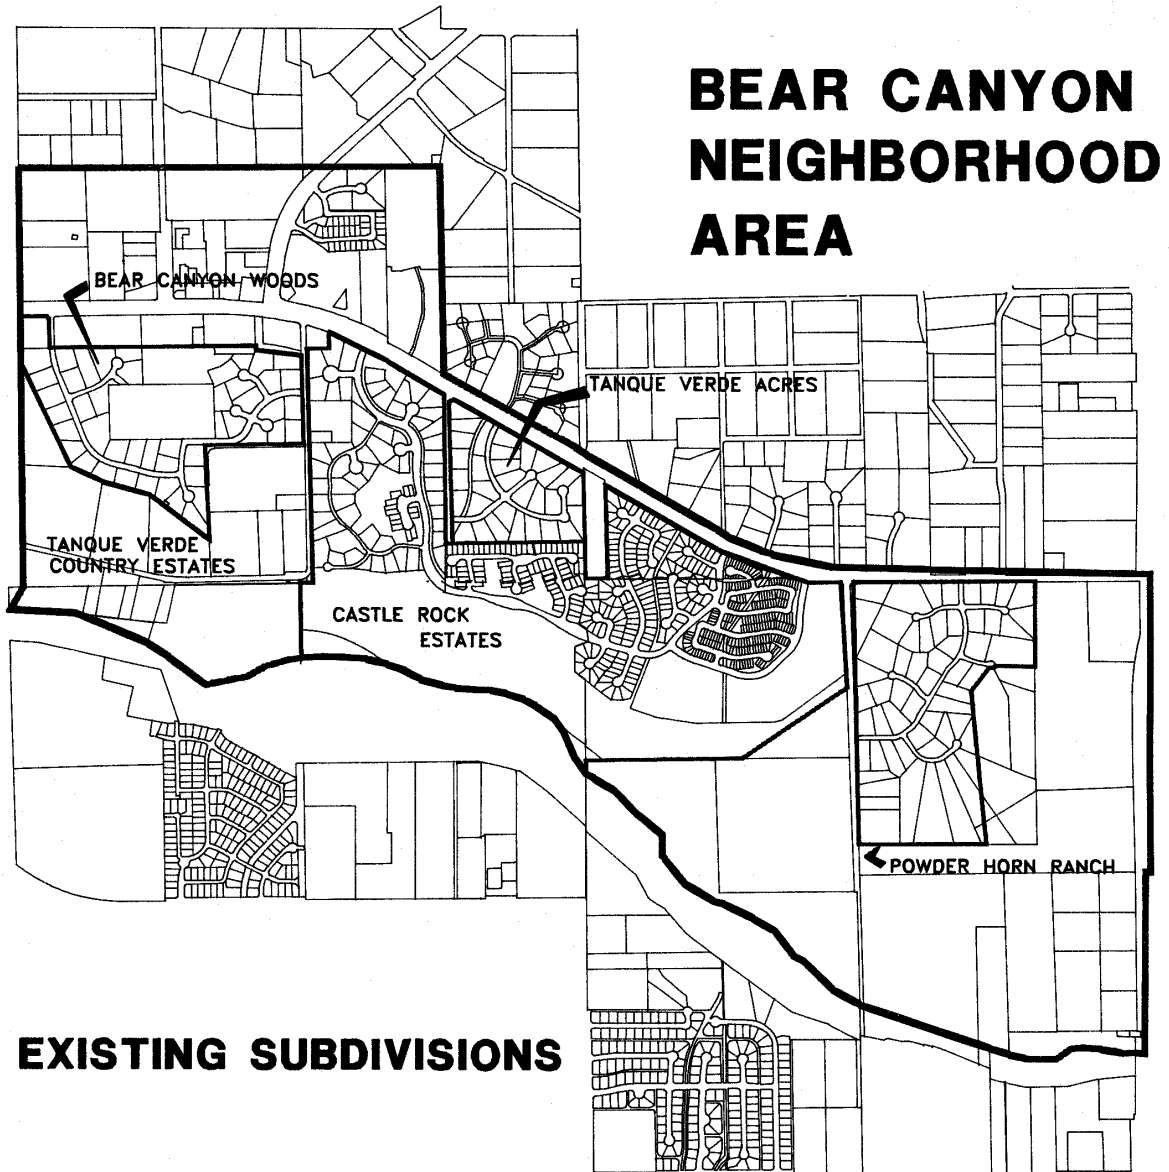 BEAR CANYON
NEIGHBORHOOD
AREA
BEAR CANYON WOODS
TANQUE VERDE ACRES
TANQUE VERDE
COUNTRY ESTATES
CASTLE ROCK
ESTATES
POWDER HORN RANCH
EXISTING SUBDIVISIONS